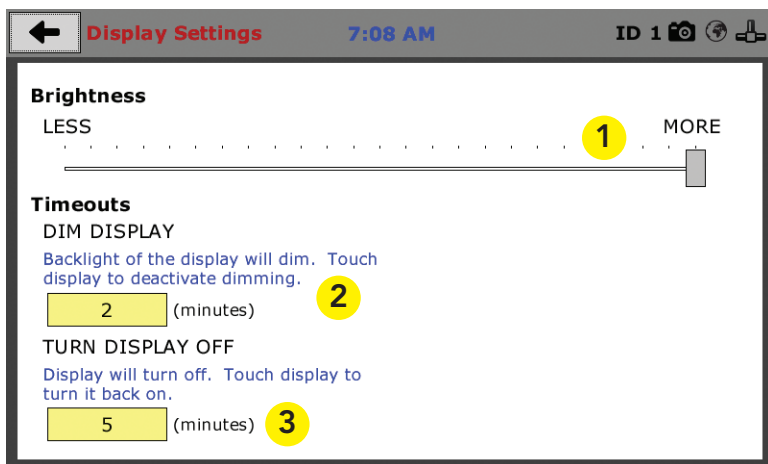 Display Settings 7:08 AM ID 1
Brightness
LESS MORE
1
Timeouts
DIM DISPLAY
Backlight of the display will dim. Touch
display to deactivate dimming.
2
2 (minutes)
TURN DISPLAY OFF
Display will turn off. Touch display to
turn it back on.
5 (minutes) 3